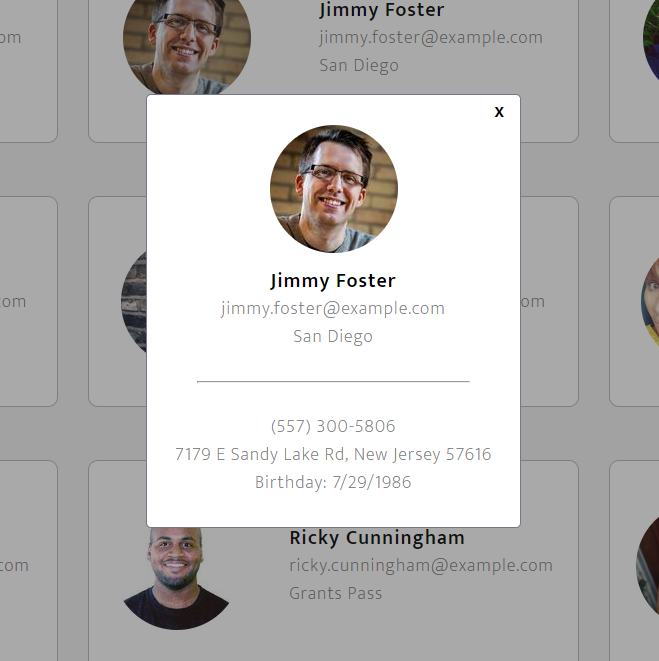 Jimmy Foster
jimmy.foster@example.com
San Diego
om
X
Jimmy Foster
jimmy.foster@example.com
San Diego
com
om
(557) 300-5806
7179 E Sandy Lake Rd, New Jersey 57616
Birthday: 7/29/1986
Ricky Cunningham
ricky.cunningham@example.com
Grants Pass
com